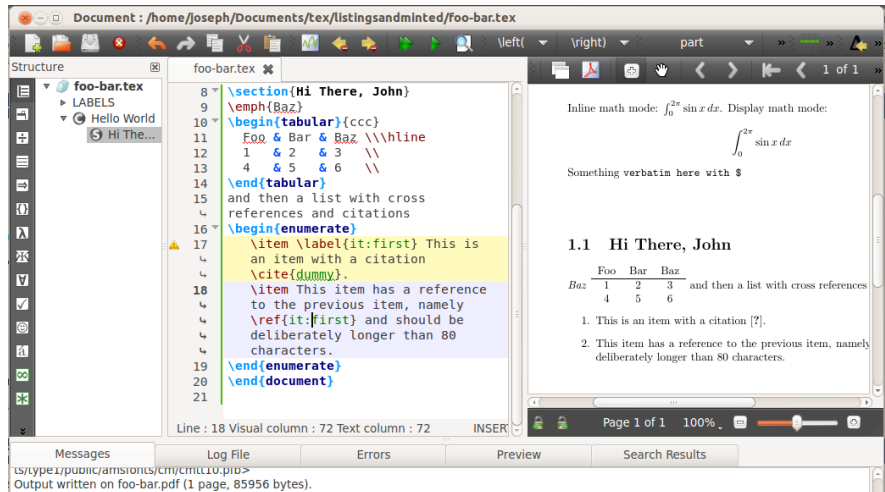 Document : /home/joseph/Documents/tex/listingsandminted/foo-bar.tex
\left(
\right)
part
»
»
»
Structure
foo-bar.tex
LABELS
Hello World
Hi The...
foo-bar.tex
8 \section{Hi There, John}
9 \emph{Baz}
10 \begin{tabular}{ccc}
11 Foo & Bar & Baz \\\hline
12 1 & 2 & 3 \\
13 4 & 5 & 6 \\
14 \end{tabular}
15 and then a list with cross
references and citations
16 \begin{enumerate}
17 \item \label{it:first} This is
an item with a citation
\cite{dummy}.
18 \item This item has a reference
to the previous item, namely
\ref{it:first} and should be
deliberately longer than 80
characters.
19 \end{enumerate}
20 \end{document}
21
Line : 18 Visual column : 72 Text column : 72 INSERT
1 of 1 »
Inline math mode: ∫₀²π sin x dx. Display math mode:
∫₀²π sin x dx
Something verbatim here with $
1.1 Hi There, John
Foo Bar Baz
Baz 1 2 3 and then a list with cross references
4 5 6
1. This is an item with a citation [?].
2. This item has a reference to the previous item, namely
deliberately longer than 80 characters.
Page 1 of 1 100%
Messages
Log File
Errors
Preview
Search Results
ts/type1/public/amsfonts/cm/cmtt10.pfb>
Output written on foo-bar.pdf (1 page, 85956 bytes).